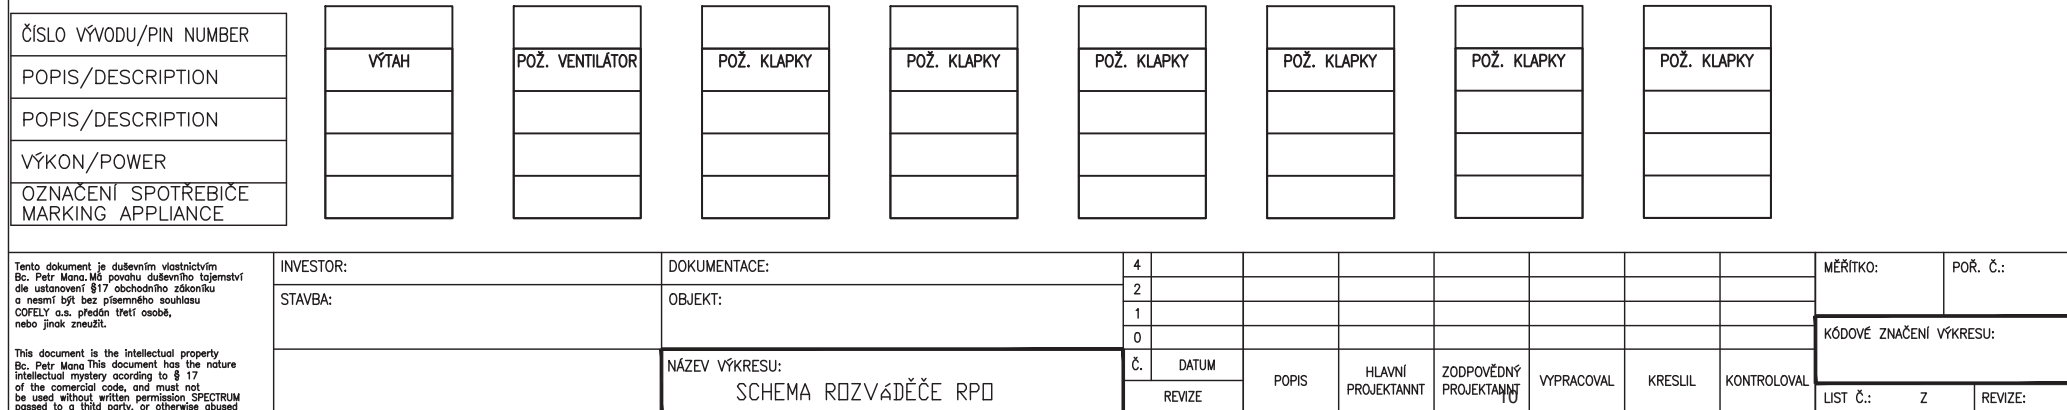 ČÍSLO VÝVODU/PIN NUMBER
POPIS/DESCRIPTION
POPIS/DESCRIPTION
VÝKON/POWER
OZNAČENÍ SPOTŘEBIČE
MARKING APPLIANCE
VÝTAH
POŽ. VENTILÁTOR
POŽ. KLAPKY
POŽ. KLAPKY
POŽ. KLAPKY
POŽ. KLAPKY
POŽ. KLAPKY
POŽ. KLAPKY
Tento dokument je duševním vlastnictvím
Bc. Petr Mana. Má povahu duševního tajemství
dle ustanovení §17 obchodního zákoníku
a nesmí být bez písemného souhlasu
COFELY a.s. předán třetí osobě,
nebo jinak zneužit.
This document is the intellectual property
Bc. Petr Mana This document has the nature
intellectual mystery acording to § 17
of the comercial code, and must not
be used without written permission SPECTRUM
passed to a thitd party, or otherwise abused
INVESTOR:
STAVBA:
DOKUMENTACE:
OBJEKT:
NÁZEV VÝKRESU:
SCHEMA ROZVáDĚČE RPO
4
2
1
0
Č.
DATUM
REVIZE
POPIS
HLAVNÍ
PROJEKTANNT
ZODPOVĚDNÝ
PROJEKTANNT
10
VYPRACOVAL
KRESLIL
KONTROLOVAL
MĚŘÍTKO:
POŘ. Č.:
KÓDOVÉ ZNAČENÍ VÝKRESU:
LIST Č.: Z
REVIZE: